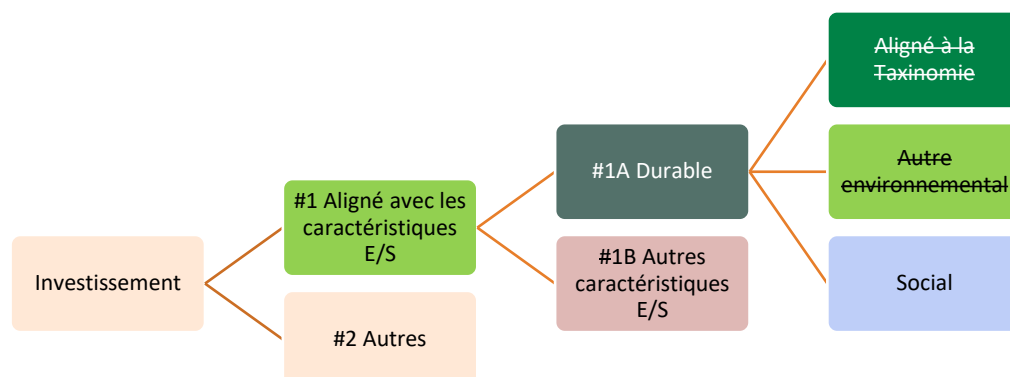 Investissement
#1 Aligné avec les
caractéristiques
E/S
#2 Autres
#1A Durable
#1B Autres
caractéristiques
E/S
Aligné à la
Taxinomie
Autre
environnemental
Social